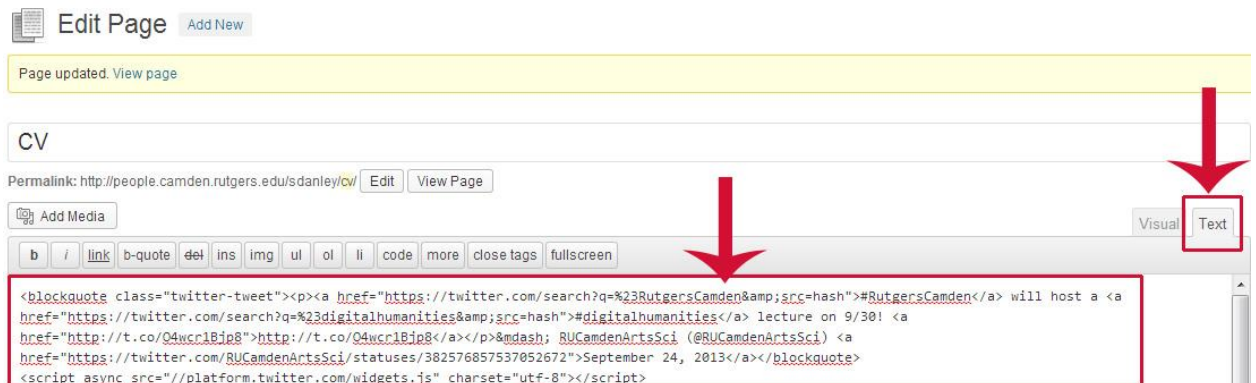 Edit Page Add New
Page updated. View page
CV
Permalink: http://people.camden.rutgers.edu/sdanley/cv/ Edit View Page
Add Media
Visual Text
b i link b-quote del ins img ul ol li code more close tags fullscreen
<blockquote class="twitter-tweet"><p><a href="https://twitter.com/search?q=%23RutgersCamden&amp;src=hash">#RutgersCamden</a> will host a <a
href="https://twitter.com/search?q=%23digitalhumanities&amp;src=hash">#digitalhumanities</a> lecture on 9/30! <a
href="http://t.co/O4wcr1Bjp8">http://t.co/O4wcr1Bjp8</a></p>&mdash; RUCamdenArtsSci (@RUCamdenArtsSci) <a
href="https://twitter.com/RUCamdenArtsSci/statuses/382576857537052672">September 24, 2013</a></blockquote>
<script async src="//platform.twitter.com/widgets.js" charset="utf-8"></script>